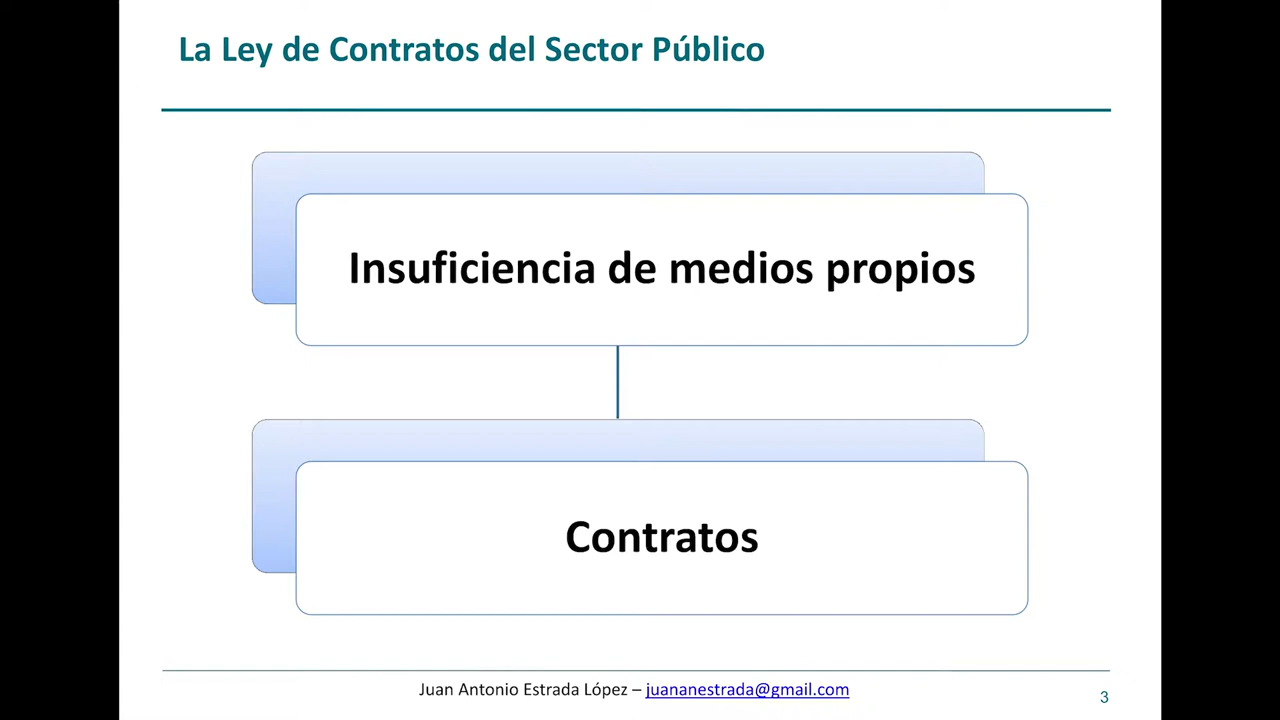 La Ley de Contratos del Sector Público
Insuficiencia de medios propios
Contratos
Juan Antonio Estrada López – juananestrada@gmail.com
3